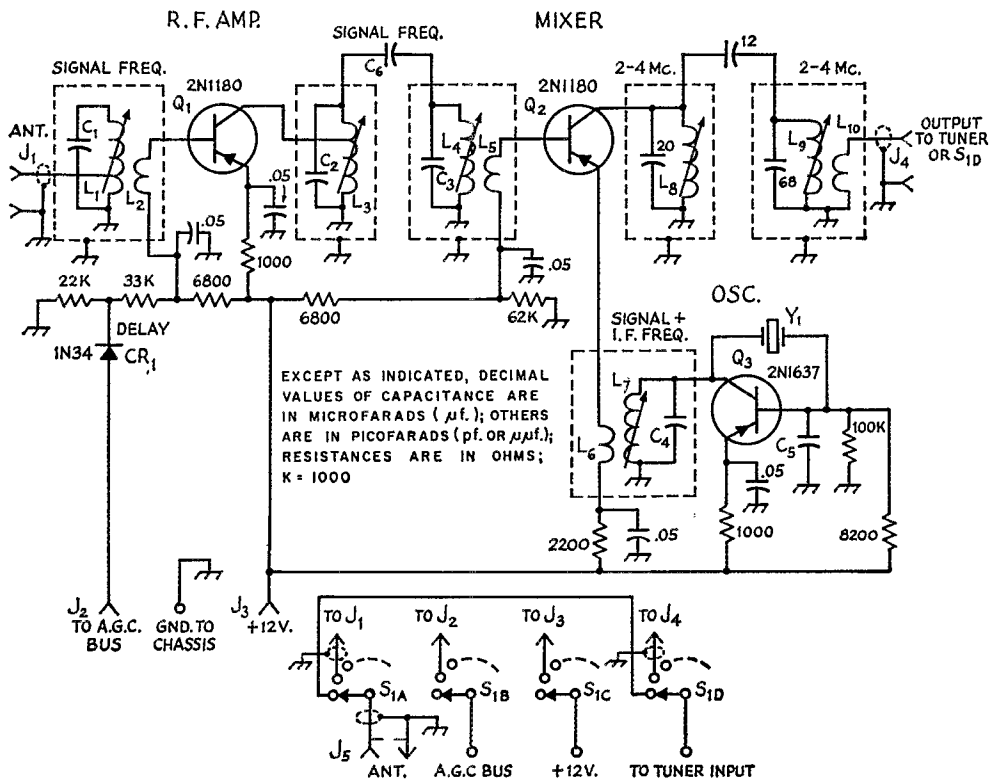 R.F. AMP.
MIXER
SIGNAL FREQ.
SIGNAL FREQ.
C6
12
2N1180
2N1180
2-4 Mc.
2-4 Mc.
Q1
Q2
ANT.
J1
C1
L1
L2
.05
C2
L3
L4
L5
C3
20
L8
L9
68
L10
J4
OUTPUT
TO TUNER
OR S1D
.05
1000
.05
22K
33K
6800
6800
62K
DELAY
1N34
CR1
OSC.
SIGNAL +
I.F. FREQ.
Y1
Q3
2N1637
L7
L6
C4
C5
100K
.05
.05
2200
1000
8200
EXCEPT AS INDICATED, DECIMAL
VALUES OF CAPACITANCE ARE
IN MICROFARADS (µf.); OTHERS
ARE IN PICOFARADS (pf. OR µµf.);
RESISTANCES ARE IN OHMS;
K = 1000
J2
TO A.G.C.
BUS
GND. TO
CHASSIS
J3
+12V.
TO J1
TO J2
TO J3
TO J4
S1A
S1B
S1C
S1D
J5
ANT.
A.G.C BUS
+12V.
TO TUNER INPUT